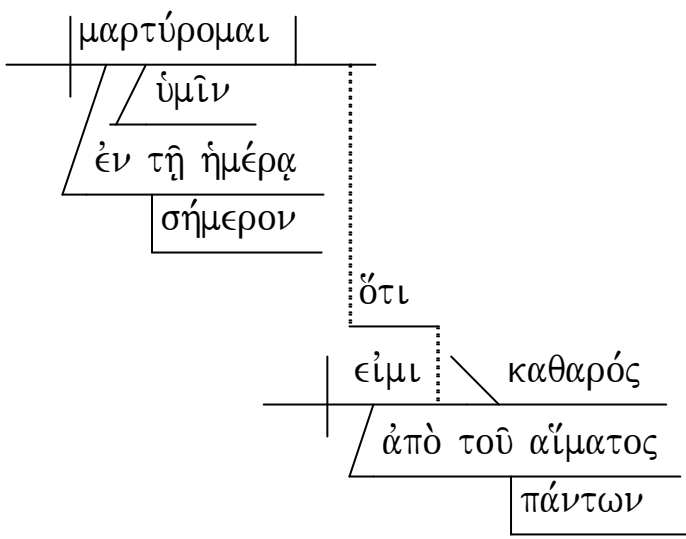 μαρτύρομαι
ὑμῖν
ἐν τῇ ἡμέρᾳ
σήμερον
ὅτι
εἰμι καθαρός
ἀπὸ τοῦ αἵματος
πάντων